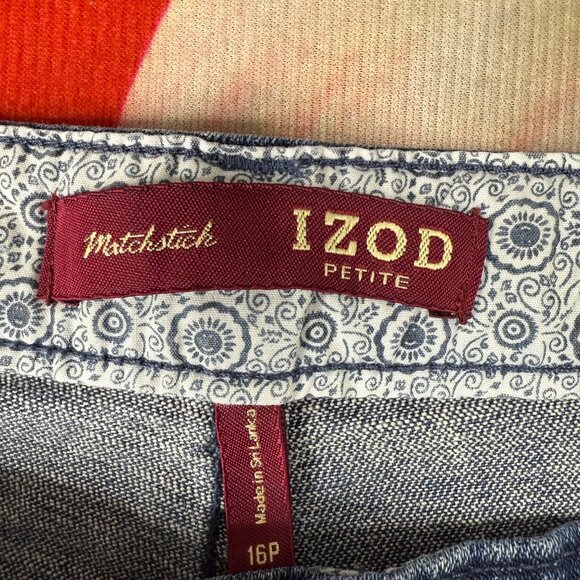 Matchstick
IZOD
PETITE
Made in Sri Lanka
16P